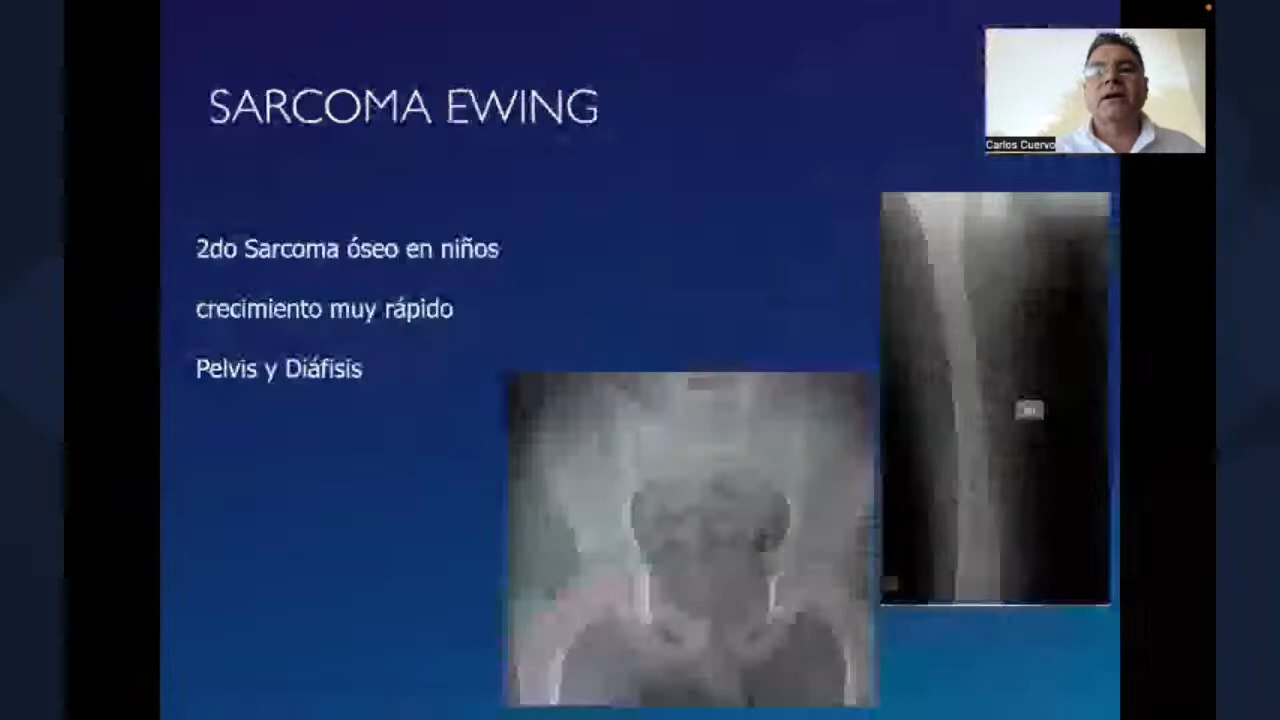 SARCOMA EWING
Carlos Cuervo
2do Sarcoma óseo en niños
crecimiento muy rápido
Pelvis y Diáfisis